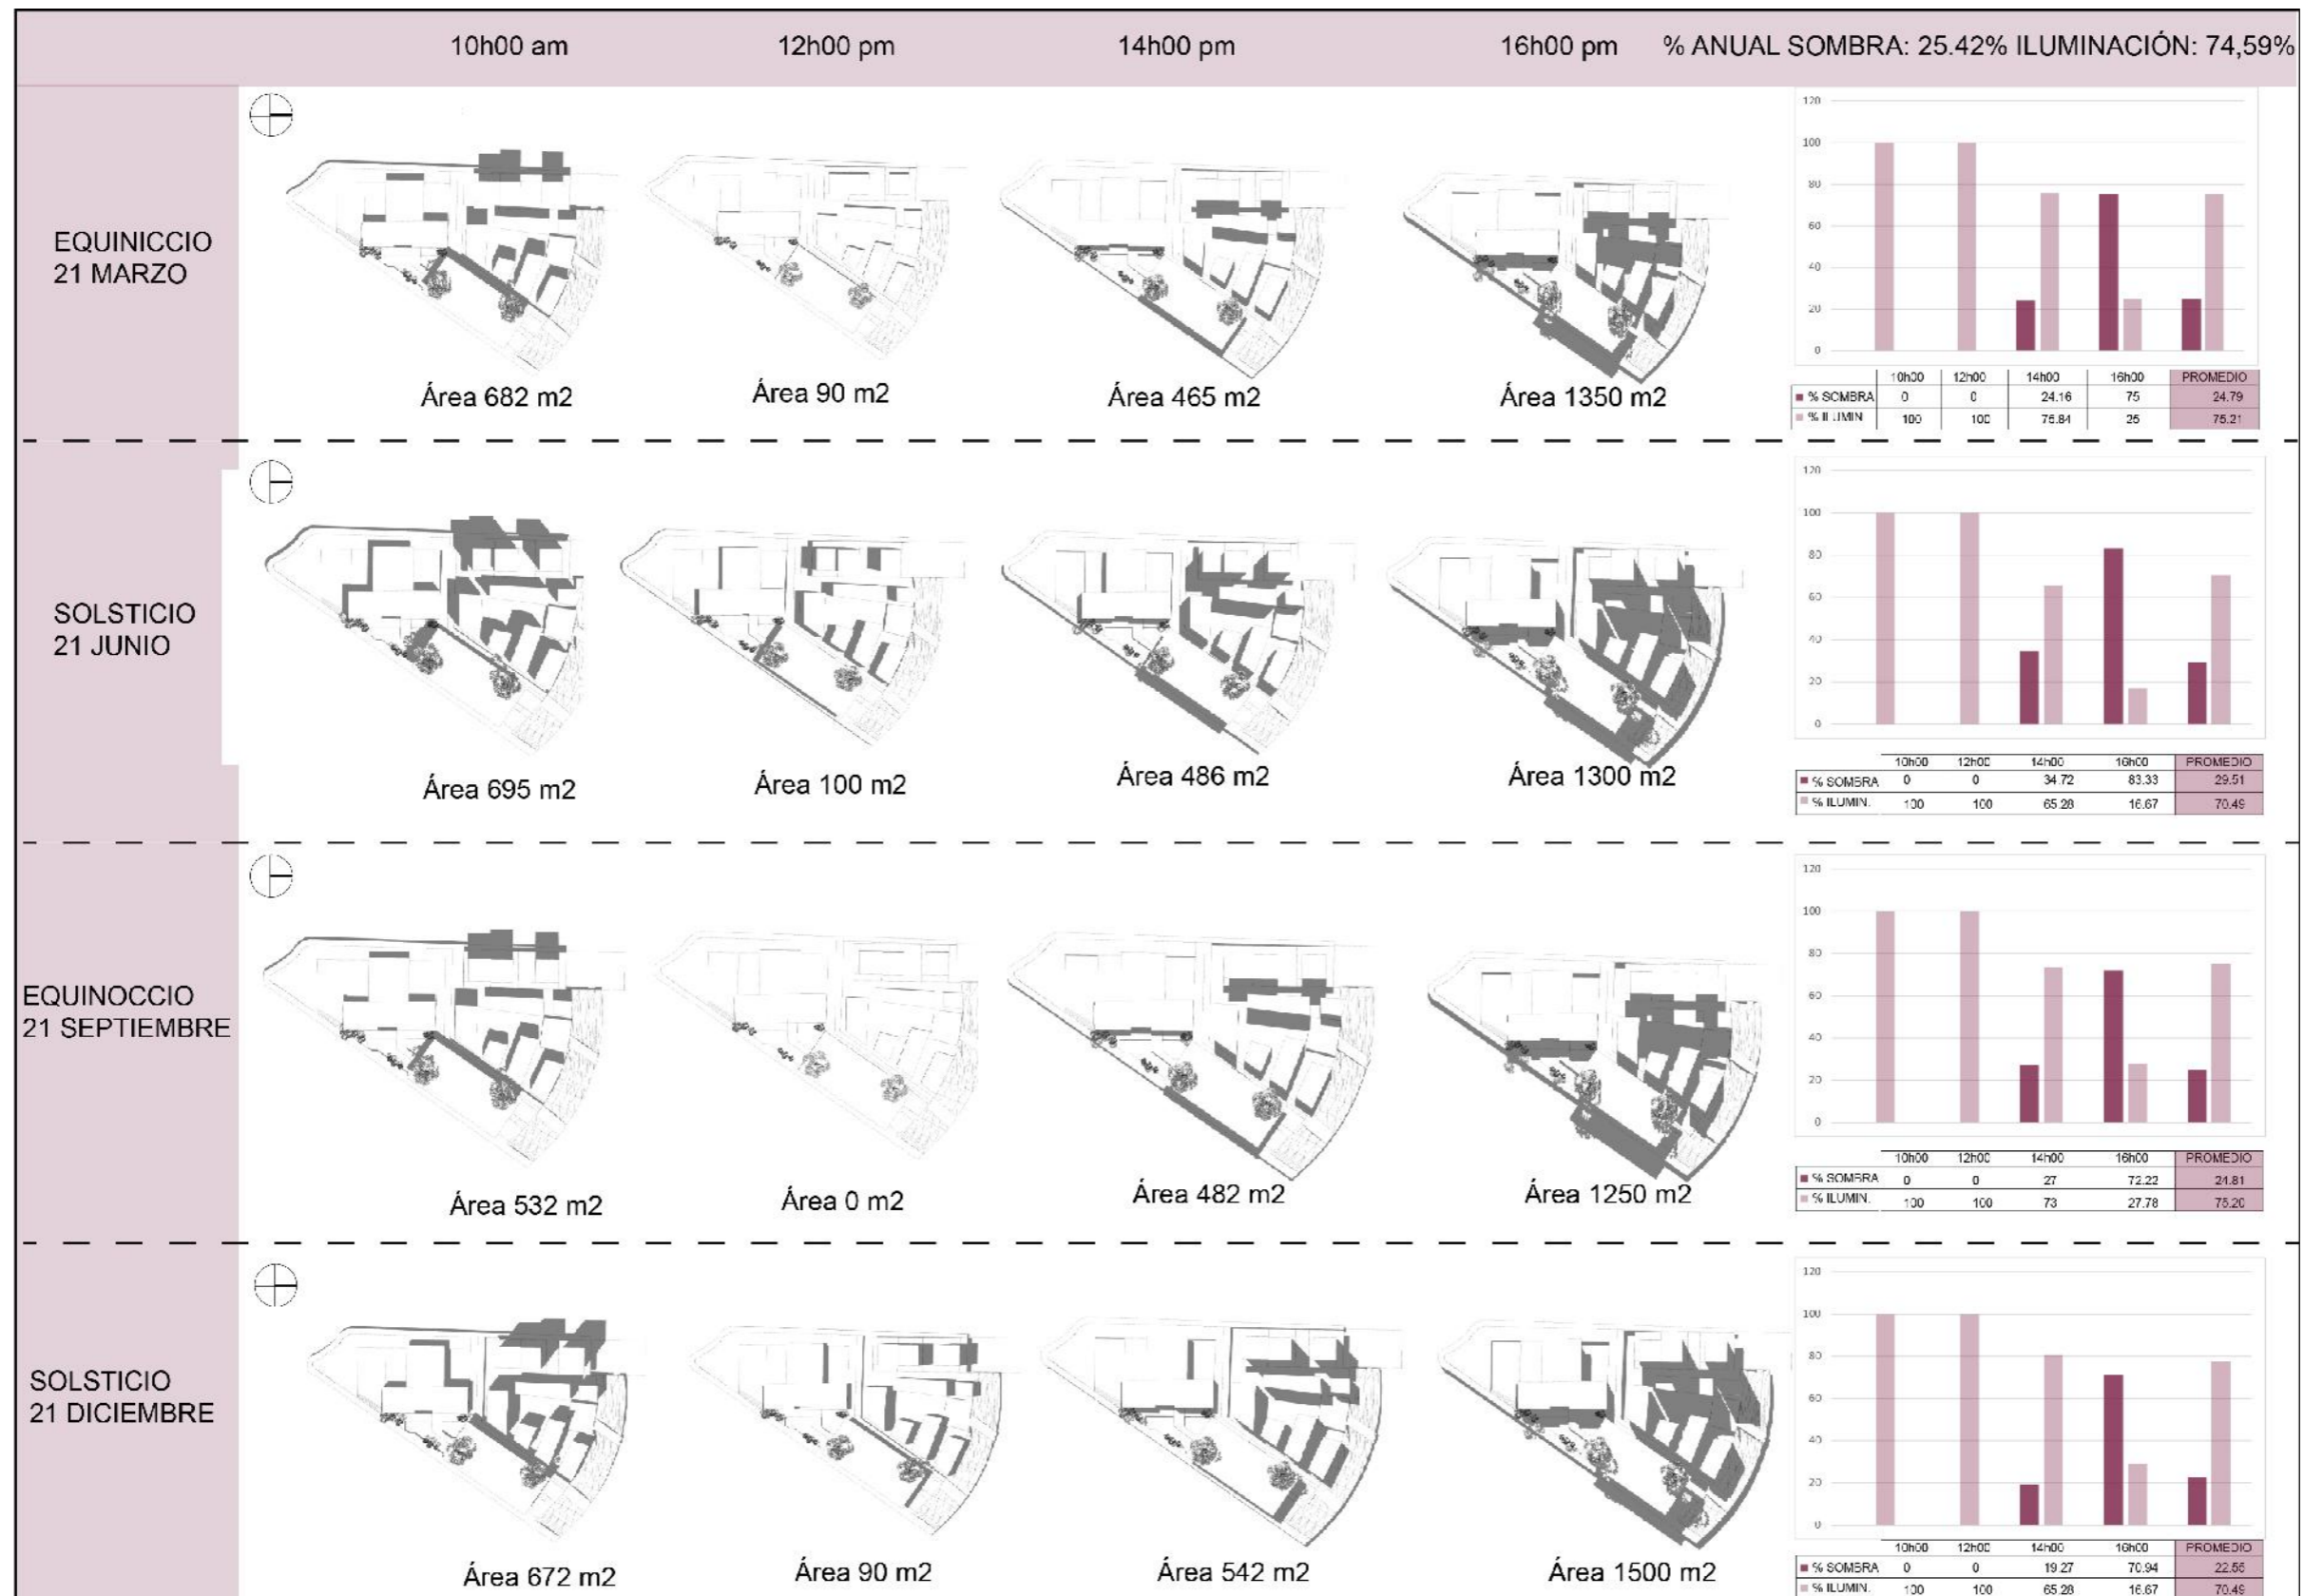 10h00 am 12h00 pm 14h00 pm 16h00 pm % ANUAL SOMBRA: 25.42% ILUMINACIÓN: 74,59%
EQUINICCIO
21 MARZO
Área 682 m2 Área 90 m2 Área 465 m2 Área 1350 m2
120
100
80
60
40
20
0
10h00 12h00 14h00 16h00 PROMEDIO
% SOMBRA 0 0 24.16 75 24.79
% ILUMIN 100 100 75.84 25 75.21
SOLSTICIO
21 JUNIO
Área 695 m2 Área 100 m2 Área 486 m2 Área 1300 m2
120
100
80
60
40
20
0
10h00 12h00 14h00 16h00 PROMEDIO
% SOMBRA 0 0 34.72 83.33 29.51
% ILUMIN. 100 100 65.28 16.67 70.49
EQUINOCCIO
21 SEPTIEMBRE
Área 532 m2 Área 0 m2 Área 482 m2 Área 1250 m2
120
100
80
60
40
20
0
10h00 12h00 14h00 16h00 PROMEDIO
% SOMBRA 0 0 27 72.22 24.81
% ILUMIN. 100 100 73 27.78 75.20
SOLSTICIO
21 DICIEMBRE
Área 672 m2 Área 90 m2 Área 542 m2 Área 1500 m2
120
100
80
60
40
20
0
10h00 12h00 14h00 16h00 PROMEDIO
% SOMBRA 0 0 19.27 70.94 22.55
% ILUMIN. 100 100 65.28 16.67 70.49